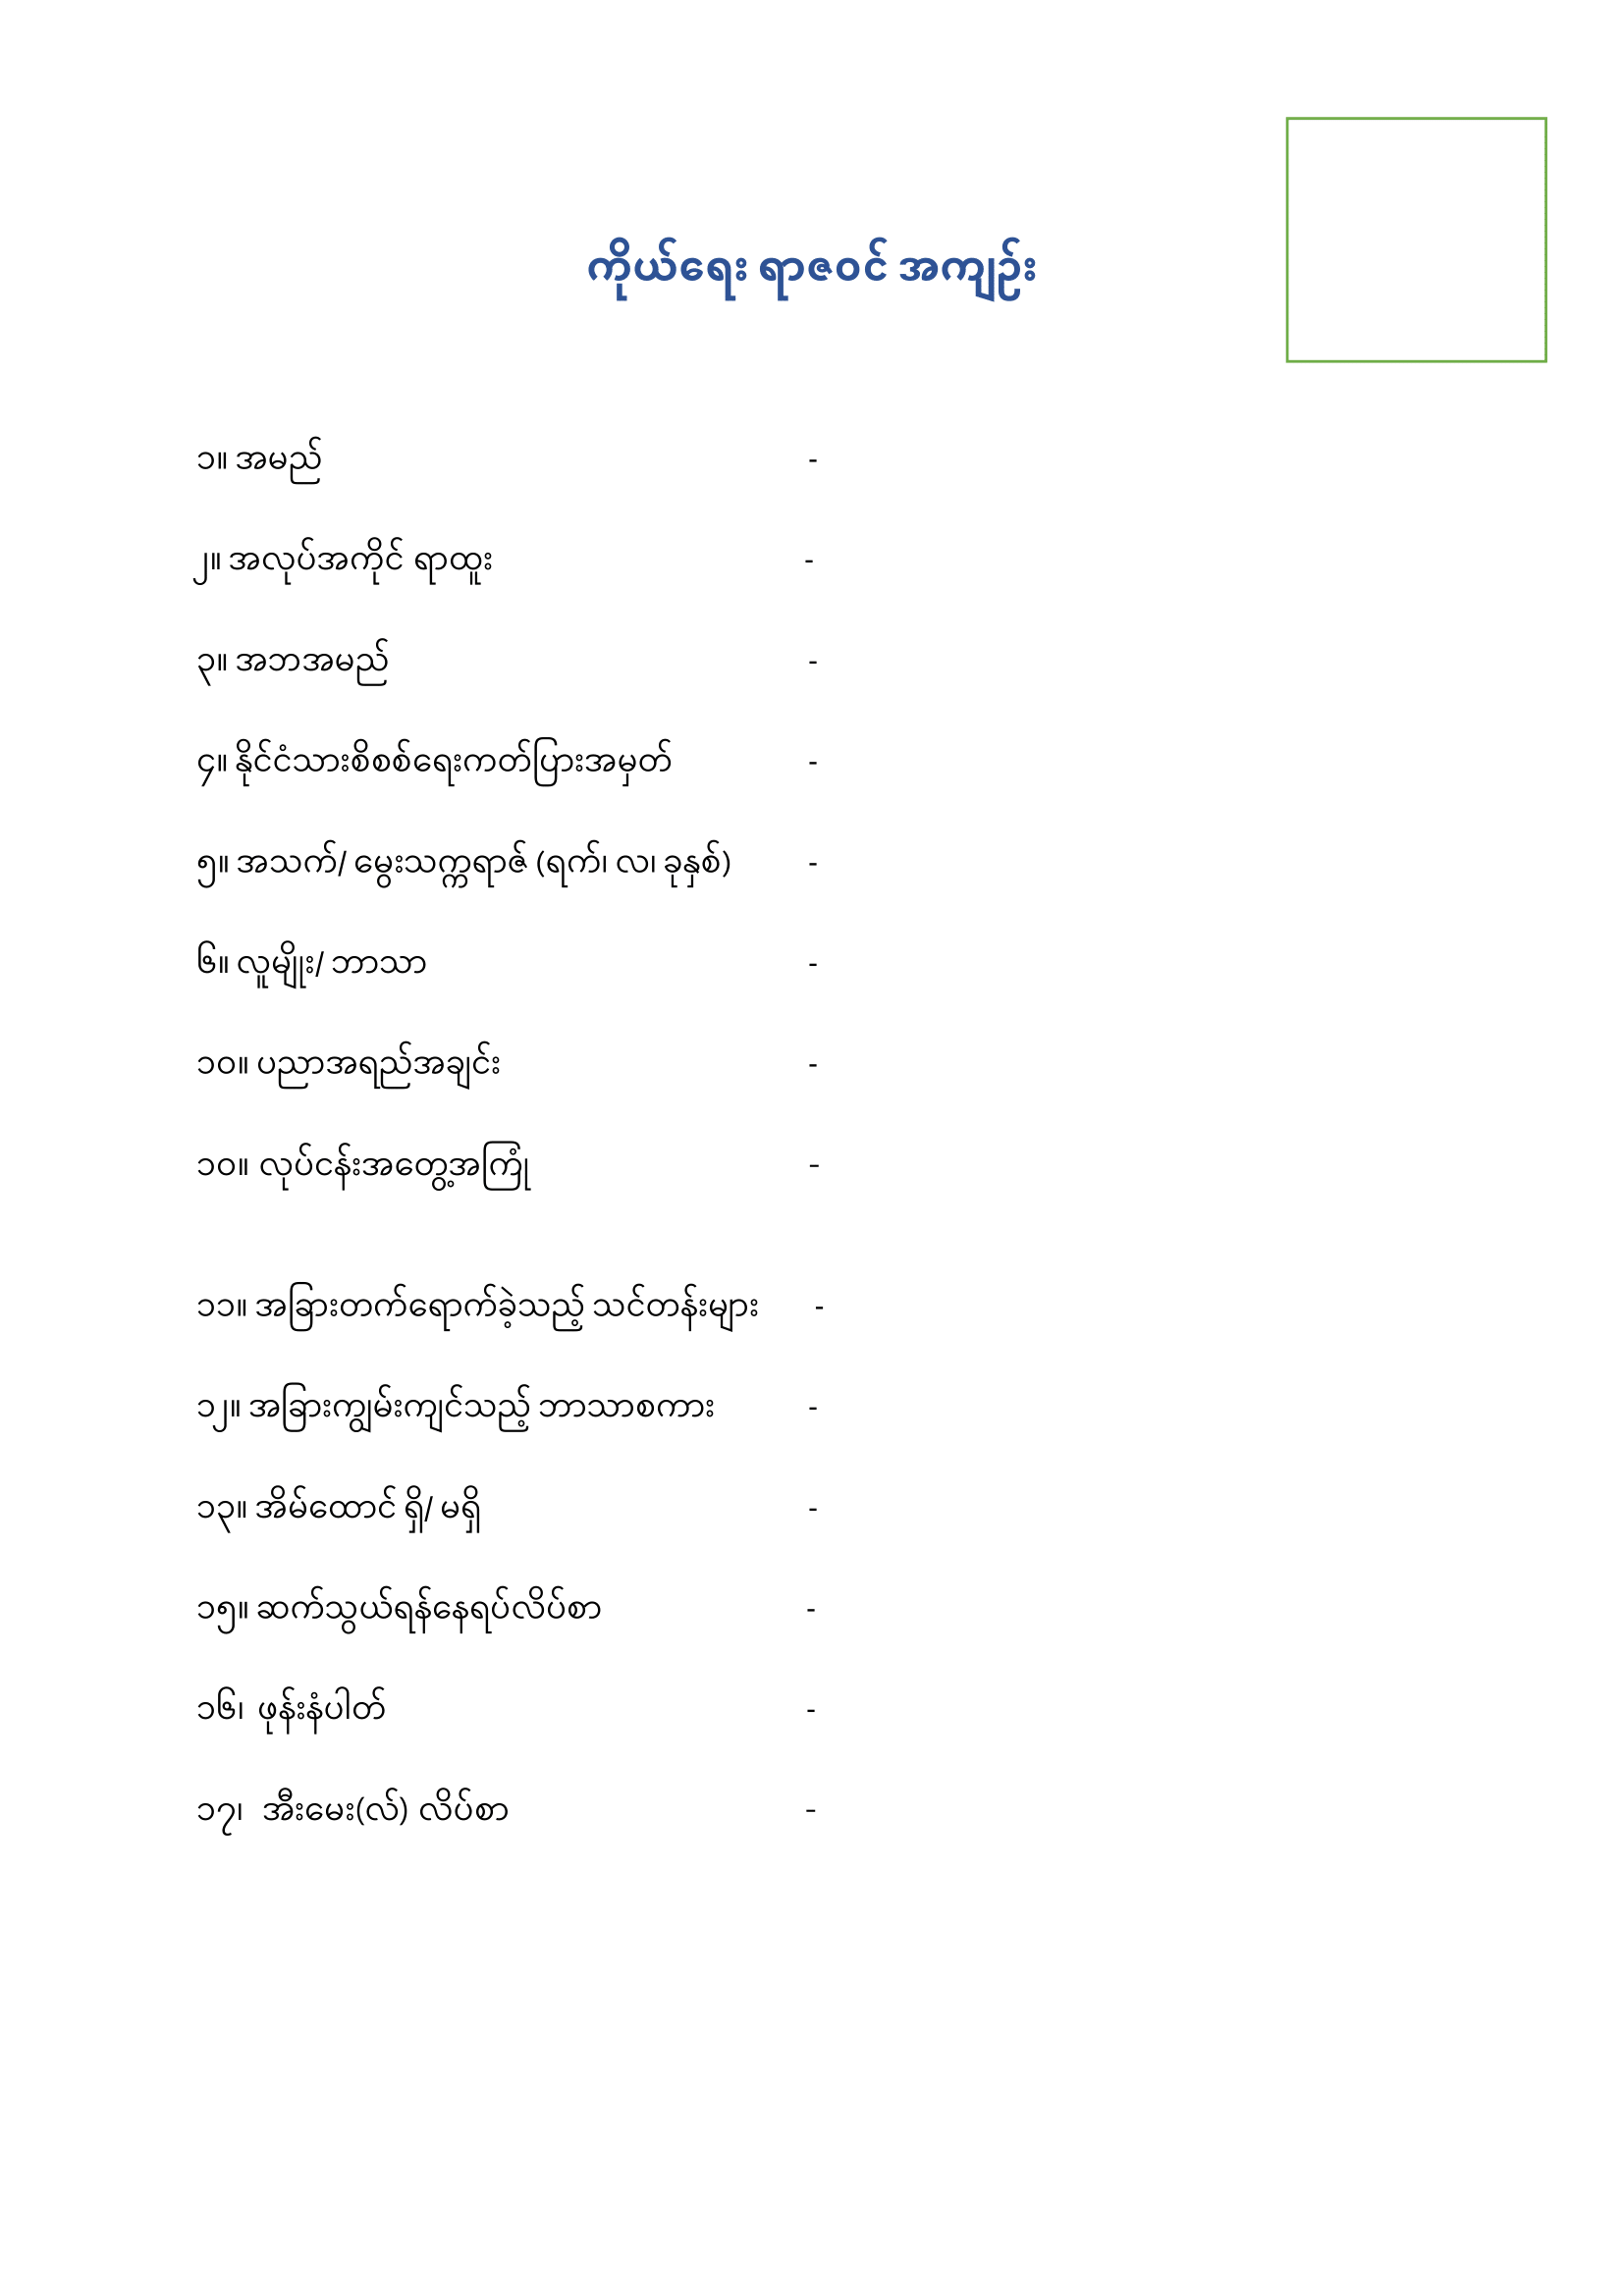 ကိုယ်ရေး ရာဇဝင် အကျဉ်း
၁။ အမည် -
၂။ အလုပ်အကိုင် ရာထူး -
၃။ အဘအမည် -
၄။ နိုင်ငံသားစိစစ်ရေးကတ်ပြားအမှတ် -
၅။ အသက်/ မွေးသက္ကရာဇ် (ရက်၊ လ၊ ခုနှစ်) -
၆။ လူမျိုး/ ဘာသာ -
၁၀။ ပညာအရည်အချင်း -
၁၀။ လုပ်ငန်းအတွေ့အကြုံ -
၁၁။ အခြားတက်ရောက်ခဲ့သည့် သင်တန်းများ -
၁၂။ အခြားကျွမ်းကျင်သည့် ဘာသာစကား -
၁၃။ အိမ်ထောင် ရှိ/ မရှိ -
၁၅။ ဆက်သွယ်ရန်နေရပ်လိပ်စာ -
၁၆၊ ဖုန်းနံပါတ် -
၁၇၊ အီးမေး(လ်) လိပ်စာ -